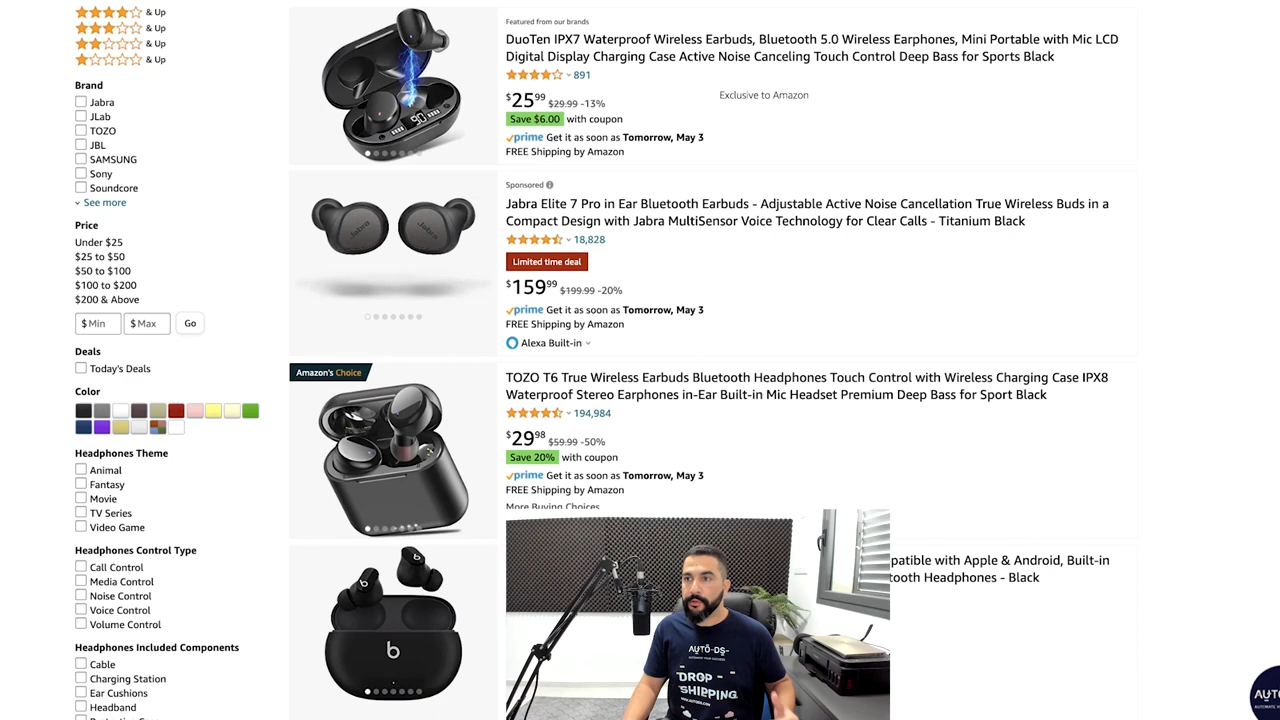 & Up
& Up
& Up
& Up
Brand
Jabra
JLab
TOZO
JBL
SAMSUNG
Sony
Soundcore
See more
Price
Under $25
$25 to $50
$50 to $100
$100 to $200
$200 & Above
$ Min $ Max Go
Deals
Today's Deals
Color
Headphones Theme
Animal
Fantasy
Movie
TV Series
Video Game
Headphones Control Type
Call Control
Media Control
Noise Control
Voice Control
Volume Control
Headphones Included Components
Cable
Charging Station
Ear Cushions
Headband
90
Featured from our brands
DuoTen IPX7 Waterproof Wireless Earbuds, Bluetooth 5.0 Wireless Earphones, Mini Portable with Mic LCD
Digital Display Charging Case Active Noise Canceling Touch Control Deep Bass for Sports Black
891
$25 99 $29.99 -13%
Exclusive to Amazon
Save $6.00 with coupon
prime Get it as soon as Tomorrow, May 3
FREE Shipping by Amazon
Jabra Jabra
Sponsored
Jabra Elite 7 Pro in Ear Bluetooth Earbuds - Adjustable Active Noise Cancellation True Wireless Buds in a
Compact Design with Jabra MultiSensor Voice Technology for Clear Calls - Titanium Black
18,828
Limited time deal
$159 99 $199.99 -20%
prime Get it as soon as Tomorrow, May 3
FREE Shipping by Amazon
Alexa Built-in
Amazon's Choice
TOZO T6 True Wireless Earbuds Bluetooth Headphones Touch Control with Wireless Charging Case IPX8
Waterproof Stereo Earphones in-Ear Built-in Mic Headset Premium Deep Bass for Sport Black
194,984
$29 98 $59.99 -50%
Save 20% with coupon
prime Get it as soon as Tomorrow, May 3
FREE Shipping by Amazon
More Buying Choices
patible with Apple & Android, Built-in
tooth Headphones - Black
b
b
b
AUTO-DS
AUTOMATE YOUR SUCCESS
DROP
SHIPPING
AUT
AUTOMATE